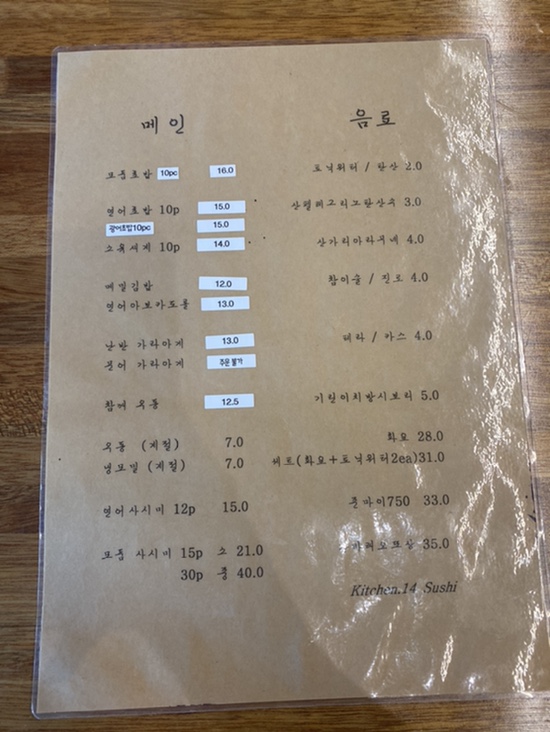 메인
모듬초밥 10pc 16.0
연어초밥 10p 15.0
광어초밥10pc 15.0
소육사제 10p 14.0
메밀김밥 12.0
연어아보카도롤 13.0
난반 가라아게 13.0
문어 가라아게 주문 불가
참깨 우동 12.5
우동 (계절) 7.0
냉모밀 (계절) 7.0
연어사시미 12p 15.0
모듬 사시미 15p 소 21.0
30p 중 40.0
음료
토닉워터 / 탄산 2.0
산펠레그리노탄산수 3.0
산가리아라무네 4.0
참이슬 / 진로 4.0
테라 / 카스 4.0
기린이치방시보리 5.0
화요 28.0
세트(화요+토닉워터2ea)31.0
준마이750 33.0
35.0
Kitchen.14 Sushi